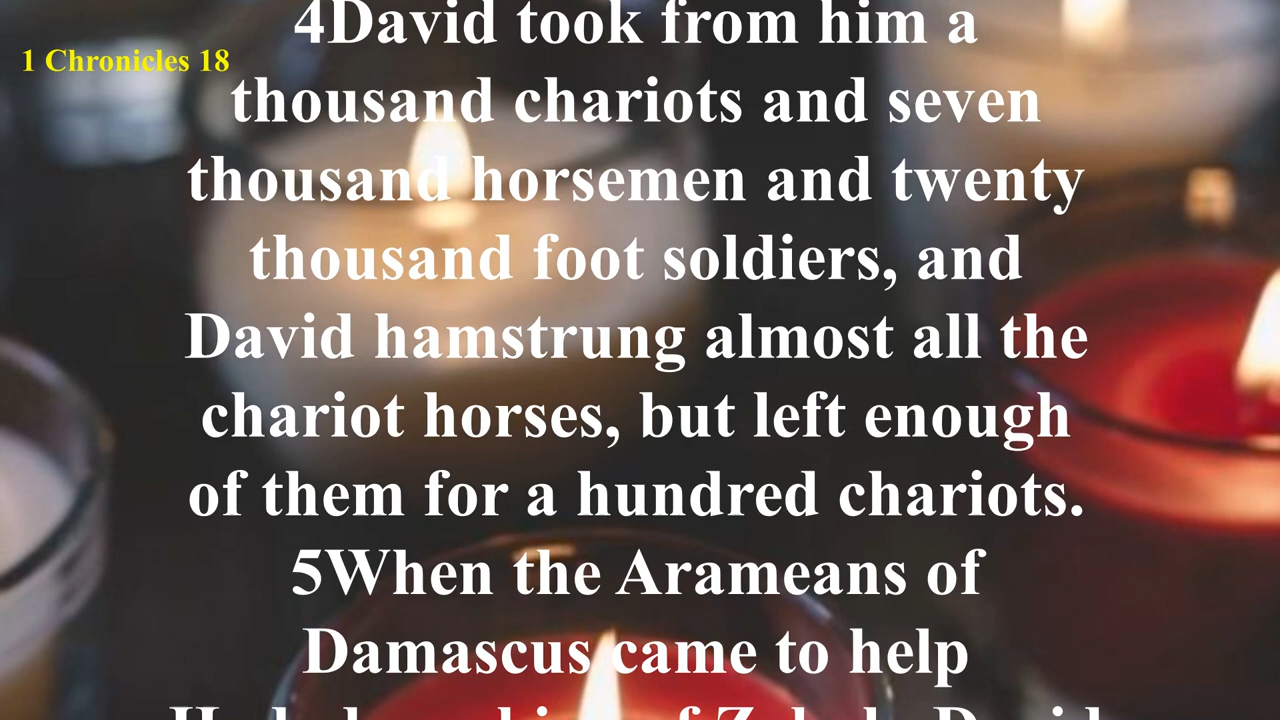 4David took from him a
1 Chronicles 18
thousand chariots and seven
thousand horsemen and twenty
thousand foot soldiers, and
David hamstrung almost all the
chariot horses, but left enough
of them for a hundred chariots.
5When the Arameans of
Damascus came to help